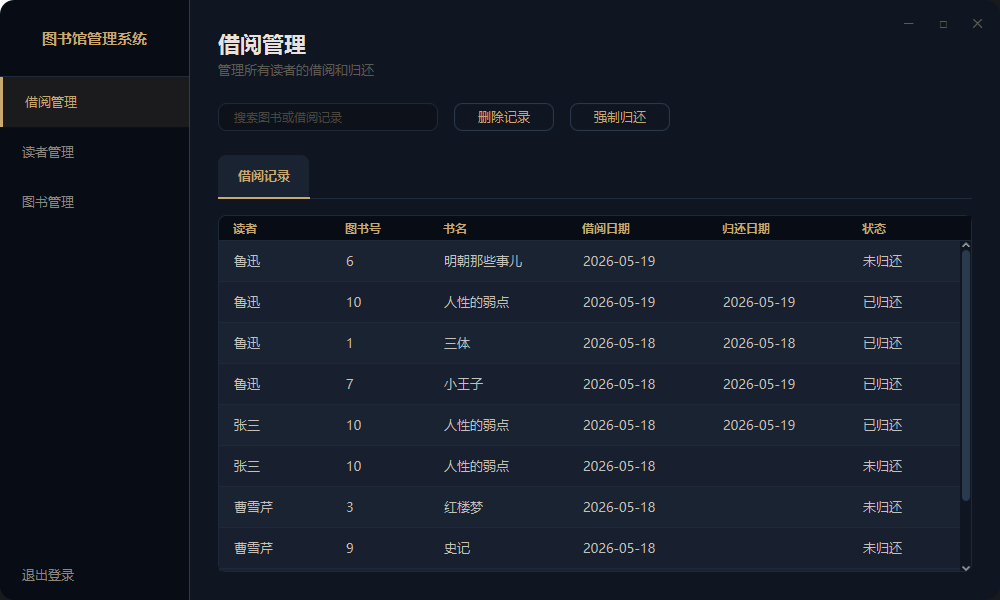 图书馆管理系统
借阅管理
读者管理
图书管理
退出登录
借阅管理
管理所有读者的借阅和归还
搜索图书或借阅记录 删除记录 强制归还
借阅记录
读者 图书号 书名 借阅日期 归还日期 状态
鲁迅 6 明朝那些事儿 2026-05-19 未归还
鲁迅 10 人性的弱点 2026-05-19 2026-05-19 已归还
鲁迅 1 三体 2026-05-18 2026-05-18 已归还
鲁迅 7 小王子 2026-05-18 2026-05-19 已归还
张三 10 人性的弱点 2026-05-18 2026-05-19 已归还
张三 10 人性的弱点 2026-05-18 未归还
曹雪芹 3 红楼梦 2026-05-18 未归还
曹雪芹 9 史记 2026-05-18 未归还